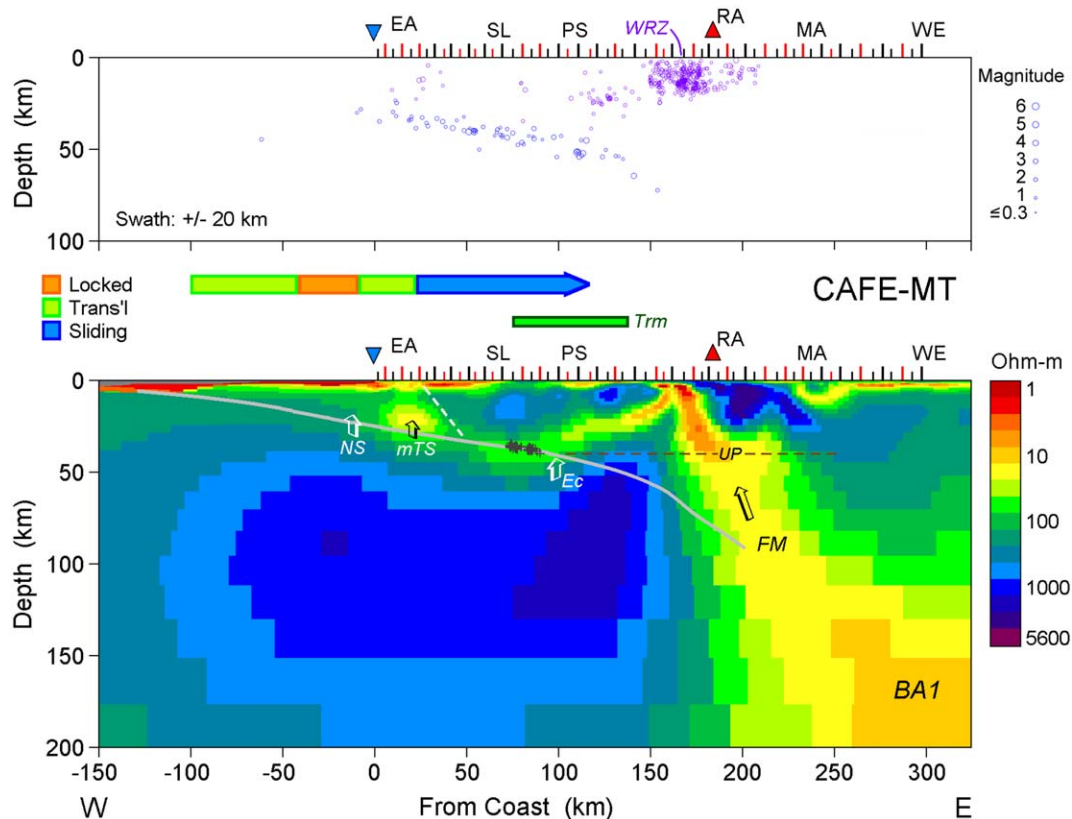 EA SL PS WRZ RA MA WE
0
50
100
Depth (km)
Swath: +/- 20 km
Magnitude
6
5
4
3
2
1
≤0.3
Locked
Trans'l
Sliding
CAFE-MT
Trm
EA SL PS RA MA WE
0
50
100
150
200
Depth (km)
NS
mTS
Ec
UP
FM
BA1
Ohm-m
1
10
100
1000
5600
-150 -100 -50 0 50 100 150 200 250 300
W From Coast (km) E